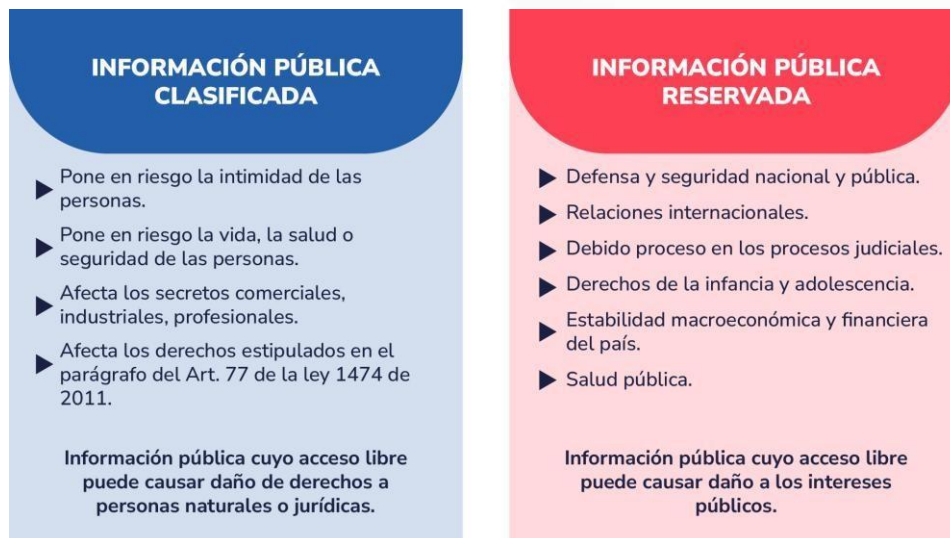 INFORMACIÓN PÚBLICA
CLASIFICADA
Pone en riesgo la intimidad de las
personas.
Pone en riesgo la vida, la salud o
seguridad de las personas.
Afecta los secretos comerciales,
industriales, profesionales.
Afecta los derechos estipulados en el
parágrafo del Art. 77 de la ley 1474 de
2011.
Información pública cuyo acceso libre
puede causar daño de derechos a
personas naturales o jurídicas.
INFORMACIÓN PÚBLICA
RESERVADA
Defensa y seguridad nacional y pública.
Relaciones internacionales.
Debido proceso en los procesos judiciales.
Derechos de la infancia y adolescencia.
Estabilidad macroeconómica y financiera
del país.
Salud pública.
Información pública cuyo acceso libre
puede causar daño a los intereses
públicos.